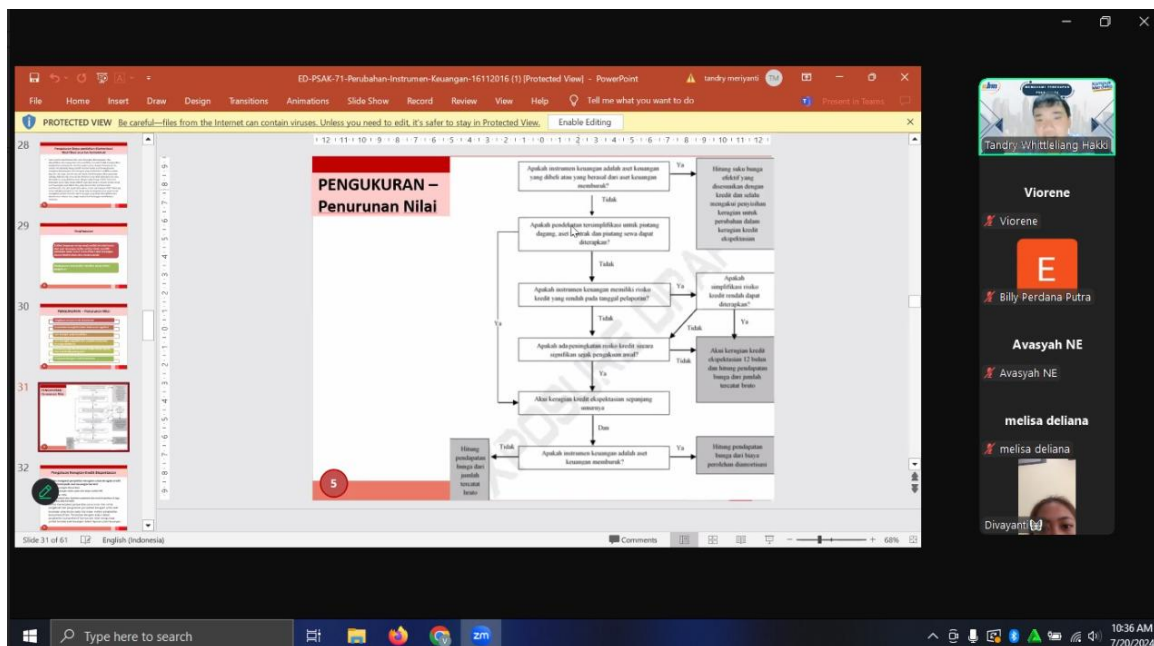 ED-PSAK-71-Perubahan-Instrumen-Keuangan-16112016 (1) [Protected View] - PowerPoint
tandry meriyanti
TM
File Home Insert Draw Design Transitions Animations Slide Show Record Review View Help Tell me what you want to do
Present in Teams
PROTECTED VIEW Be careful—files from the Internet can contain viruses. Unless you need to edit, it's safer to stay in Protected View. Enable Editing
28
29
30
31
32
PENGUKURAN –
Penurunan Nilai
Apakah instrumen keuangan adalah aset keuangan
yang dibeli atau yang berasal dari aset keuangan
memburuk?
Ya
Hitung suku bunga
efektif yang
disesuaikan dengan
kredit dan selalu
mengakui penyisihan
kerugian untuk
perubahan dalam
kerugian kredit
ekspektasian
Tidak
Apakah pendekatan tersimplifikasi untuk piutang
dagang, aset kontrak dan piutang sewa dapat
diterapkan?
Tidak
Apakah instrumen keuangan memiliki risiko
kredit yang rendah pada tanggal pelaporan?
Ya
Apakah
simplifikasi risiko
kredit rendah dapat
diterapkan?
Ya
Tidak
Tidak
Ya
Apakah ada peningkatan risiko kredit secara
signifikan sejak pengakuan awal?
Tidak
Akui kerugian kredit
ekspektasian 12 bulan
dan hitung pendapatan
bunga dari jumlah
tercatat bruto
Ya
Akui kerugian kredit ekspektasian sepanjang
umurnya
Dan
Apakah instrumen keuangan adalah aset
keuangan memburuk?
Tidak
Hitung
pendapatan
bunga dari
jumlah
tercatat
bruto
Ya
Hitung pendapatan
bunga dari biaya
perolehan diamortisasi
5
Slide 31 of 61 English (Indonesia)
Comments
68%
Tandry Whittleliang Hakki
Viorene
Viorene
E
Billy Perdana Putra
Avasyah NE
Avasyah NE
melisa deliana
melisa deliana
Divayanti
Type here to search
zm
10:36 AM
7/20/2024